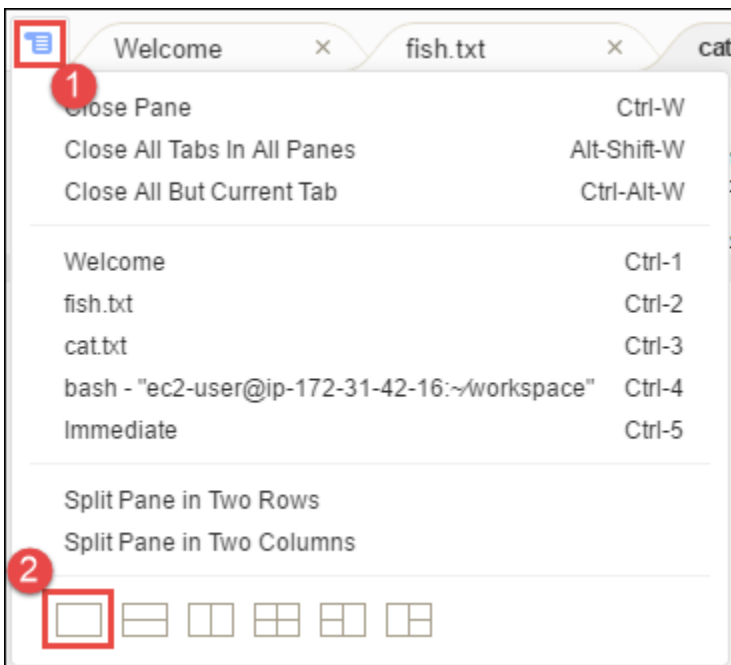 Welcome × fish.txt × cat
1
Close Pane Ctrl-W
Close All Tabs In All Panes Alt-Shift-W
Close All But Current Tab Ctrl-Alt-W
Welcome Ctrl-1
fish.txt Ctrl-2
cat.txt Ctrl-3
bash - "ec2-user@ip-172-31-42-16:~/workspace" Ctrl-4
Immediate Ctrl-5
Split Pane in Two Rows
Split Pane in Two Columns
2